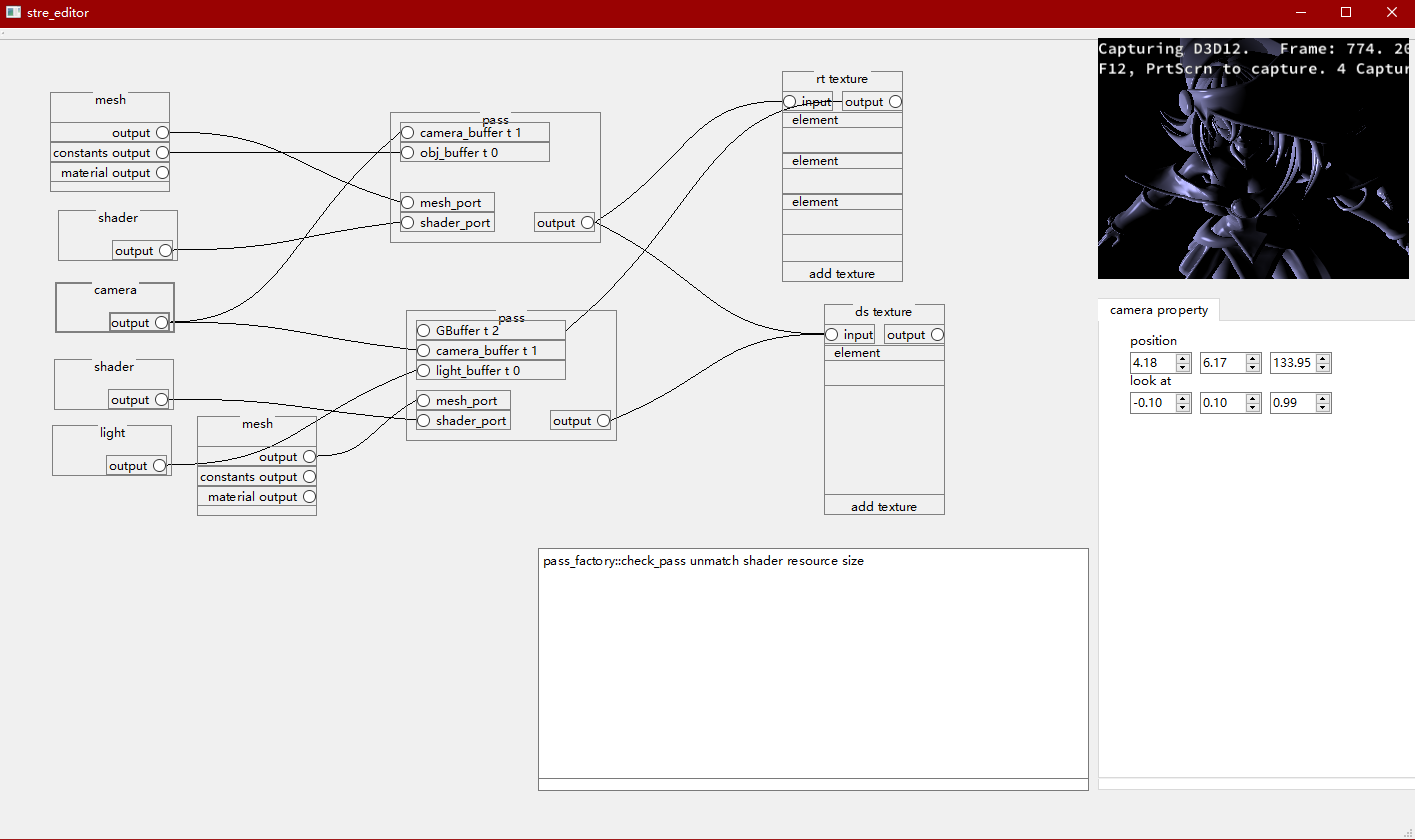 stre_editor
Capturing D3D12. Frame: 774. 20
F12, PrtScrn to capture. 4 Captur
mesh
output
constants output
material output
shader
output
camera
output
shader
output
light
output
mesh
output
constants output
material output
pass
camera_buffer t 1
obj_buffer t 0
mesh_port
shader_port
output
pass
GBuffer t 2
camera_buffer t 1
light_buffer t 0
mesh_port
shader_port
output
rt texture
input output
element
element
element
add texture
ds texture
input output
element
add texture
pass_factory::check_pass unmatch shader resource size
camera property
position
4.18 6.17 133.95
look at
-0.10 0.10 0.99